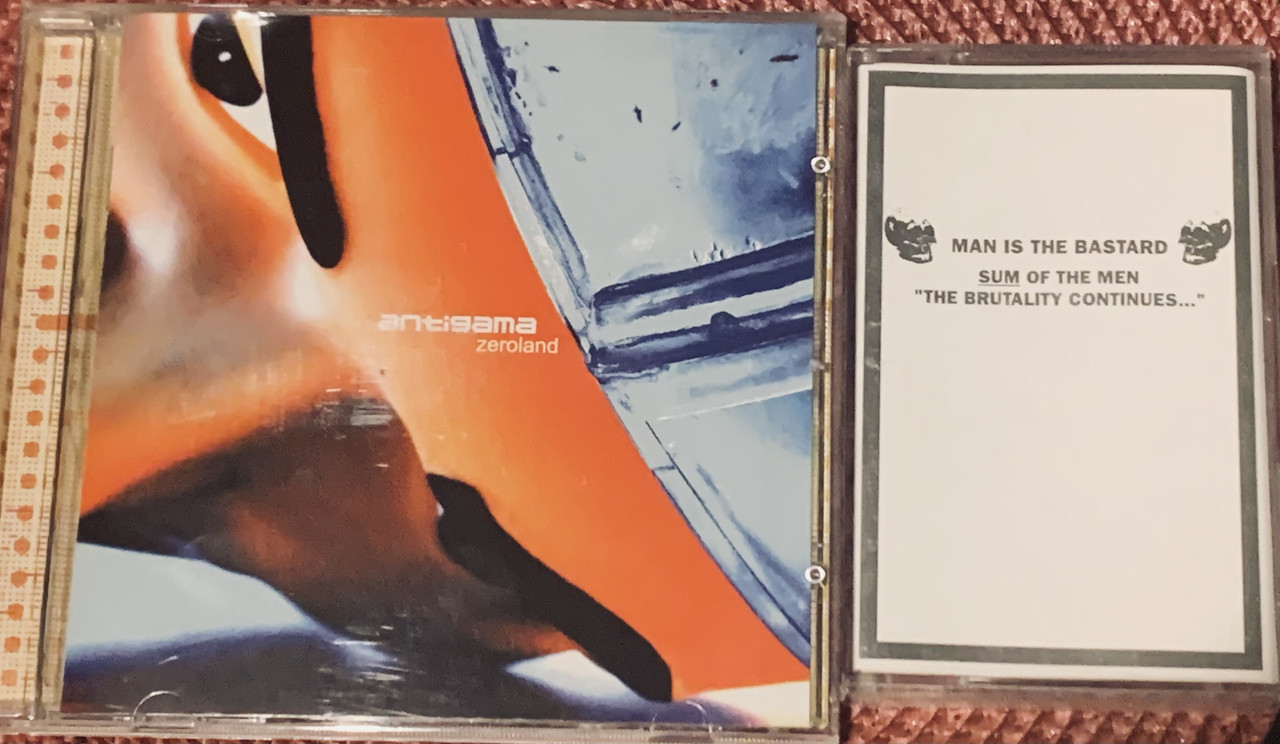 antigama
zeroland
MAN IS THE BASTARD
SUM OF THE MEN
"THE BRUTALITY CONTINUES..."